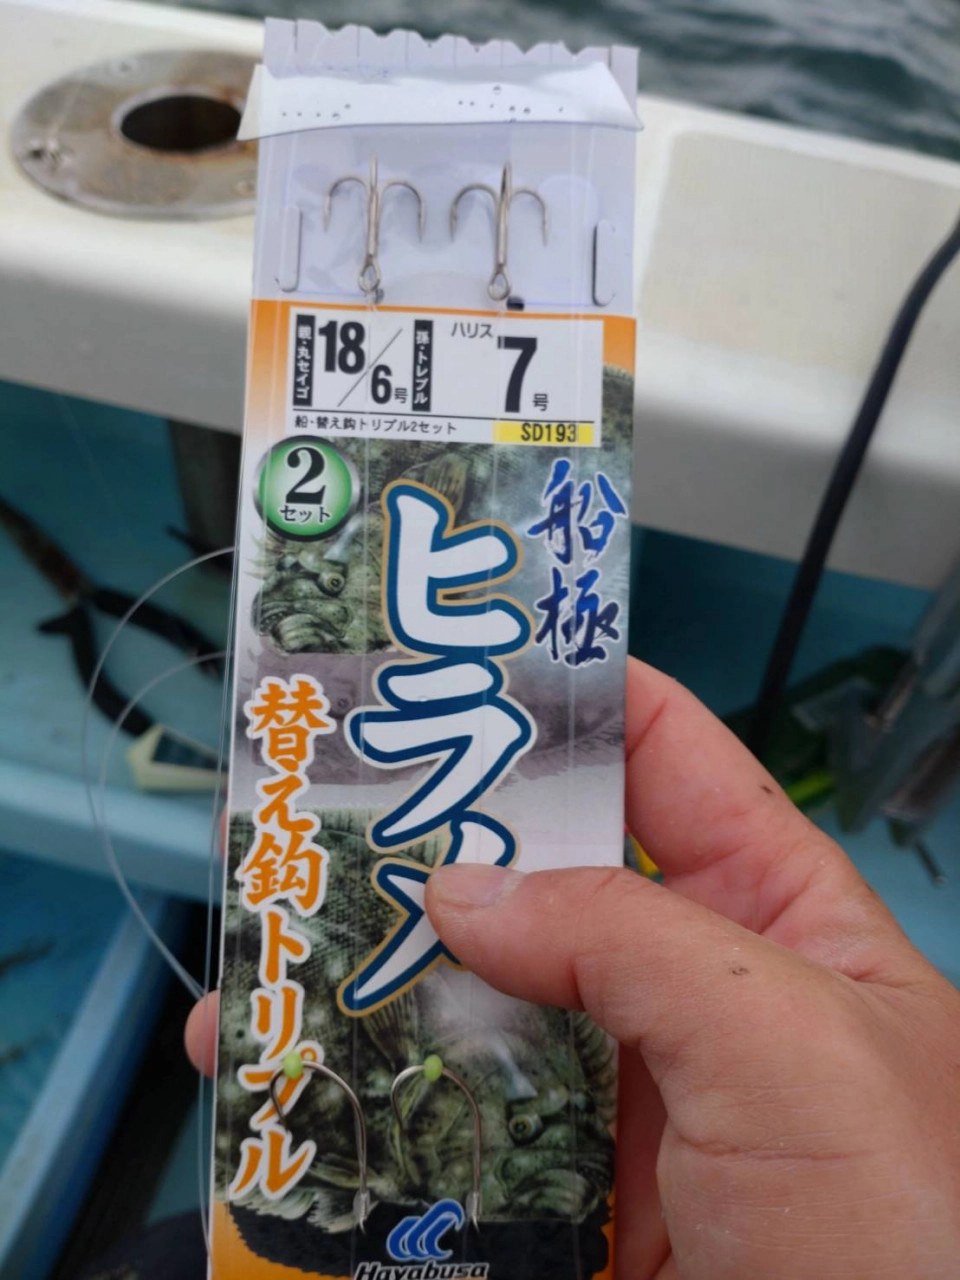 親・丸セイゴ
18/6号
孫・トレブル
ハリス
7号
船・替え鈎トリプル2セット
SD193
2
セット
船極
ヒラメ
替え鈎トリプル
Hayabusa